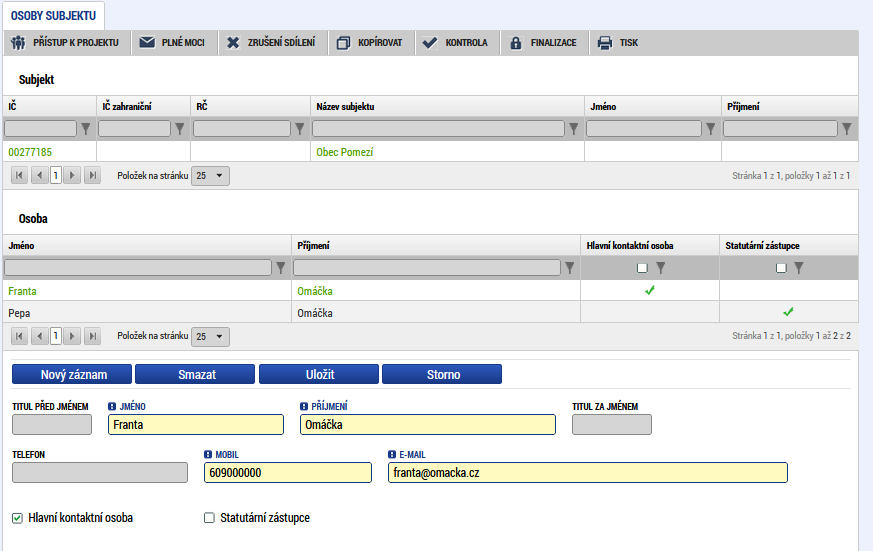 OSOBY SUBJEKTU
PŘÍSTUP K PROJEKTU PLNÉ MOCI ZRUŠENÍ SDÍLENÍ KOPÍROVAT KONTROLA FINALIZACE TISK
Subjekt
IČ IČ zahraniční RČ Název subjektu Jméno Příjmení
00277185 Obec Pomezí
1 Položek na stránku 25 Stránka 1 z 1, položky 1 až 1 z 1
Osoba
Jméno Příjmení Hlavní kontaktní osoba Statutární zástupce
Franta Omáčka
Pepa Omáčka
1 Položek na stránku 25 Stránka 1 z 1, položky 1 až 2 z 2
Nový záznam Smazat Uložit Storno
TITUL PŘED JMÉNEM JMÉNO PŘÍJMENÍ TITUL ZA JMÉNEM
Franta Omáčka
TELEFON MOBIL E-MAIL
609000000 franta@omacka.cz
Hlavní kontaktní osoba Statutární zástupce